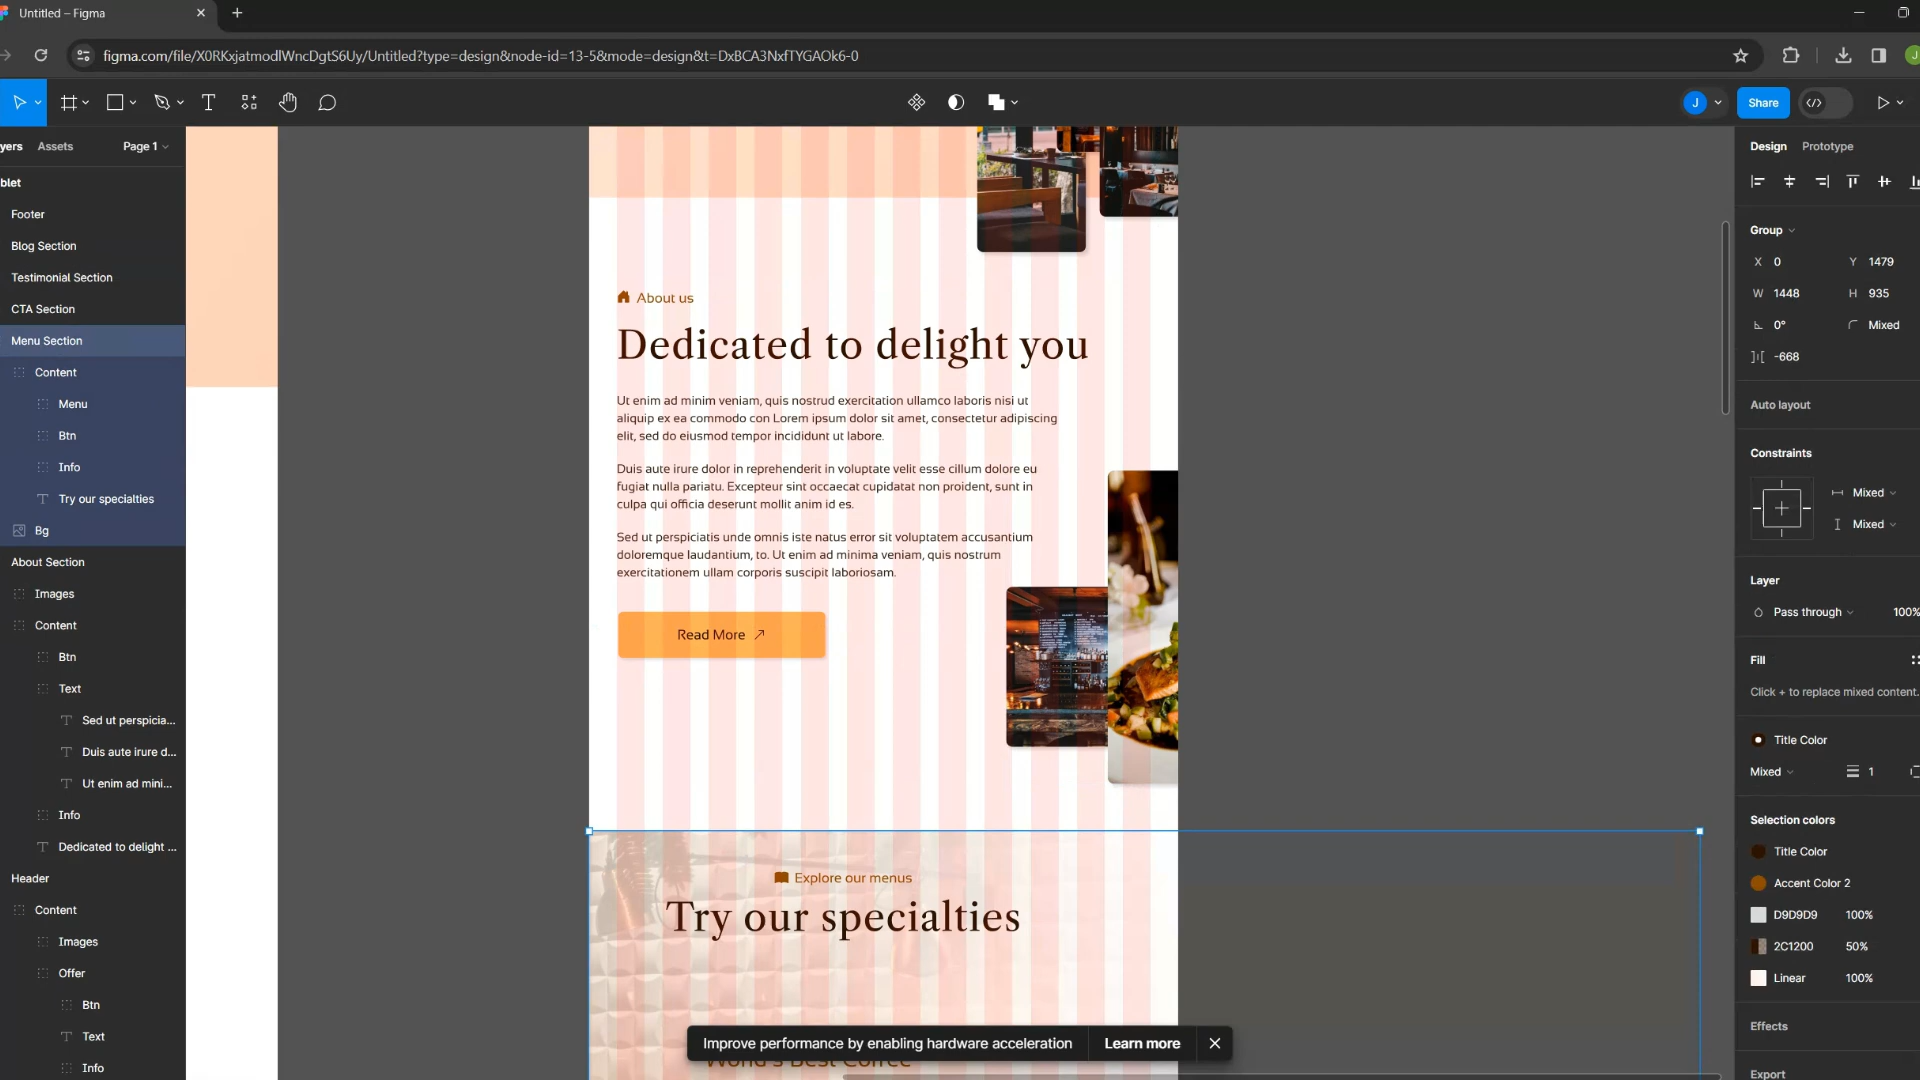 Untitled – Figma
figma.com/file/X0RKxjatmodlWncDgtS6Uy/Untitled?type=design&node-id=13-5&mode=design&t=DxBCA3NxfTYGAOk6-0
J
J
Share
yers
Assets
Page 1
blet
Footer
Blog Section
Testimonial Section
CTA Section
Menu Section
Content
Menu
Btn
Info
Try our specialties
Bg
About Section
Images
Content
Btn
Text
Sed ut perspicia...
Duis aute irure d...
Ut enim ad mini...
Info
Dedicated to delight ...
Header
Content
Images
Offer
Btn
Text
Info
About us
Dedicated to delight you
Ut enim ad minim veniam, quis nostrud exercitation ullamco laboris nisi ut
aliquip ex ea commodo con Lorem ipsum dolor sit amet, consectetur adipiscing
elit, sed do eiusmod tempor incididunt ut labore.
Duis aute irure dolor in reprehenderit in voluptate velit esse cillum dolore eu
fugiat nulla pariatu. Excepteur sint occaecat cupidatat non proident, sunt in
culpa qui officia deserunt mollit anim id es.
Sed ut perspiciatis unde omnis iste natus error sit voluptatem accusantium
doloremque laudantium, to. Ut enim ad minima veniam, quis nostrum
exercitationem ullam corporis suscipit laboriosam.
Read More
Explore our menus
Try our specialties
World's Best Coffee
Improve performance by enabling hardware acceleration
Learn more
Design
Prototype
Group
X 0
Y 1479
W 1448
H 935
0°
Mixed
-668
Auto layout
Constraints
Mixed
Mixed
Layer
Pass through
100%
Fill
Click + to replace mixed content.
Title Color
Mixed
1
Selection colors
Title Color
Accent Color 2
D9D9D9 100%
2C1200 50%
Linear 100%
Effects
Export